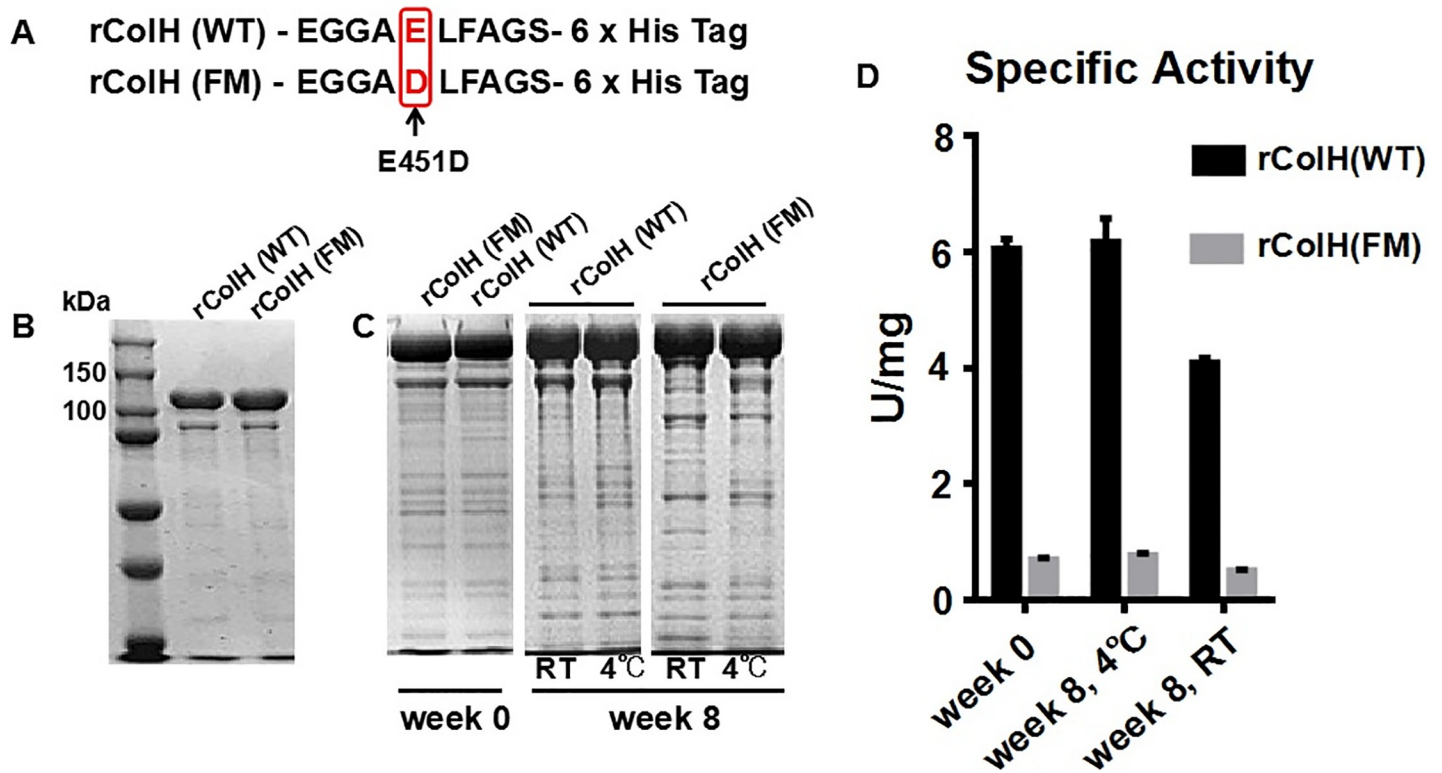 A
rColH (WT) - EGGA E LFAGS- 6 x His Tag
rColH (FM) - EGGA D LFAGS- 6 x His Tag
E451D
B
kDa
rColH (WT)
rColH (FM)
150
100
C
rColH (FM)
rColH (WT)
rColH (WT)
rColH (FM)
RT 4℃ RT 4℃
week 0 week 8
D
Specific Activity
rColH(WT)
rColH(FM)
U/mg
8
6
4
2
0
week 0
week 8, 4℃
week 8, RT